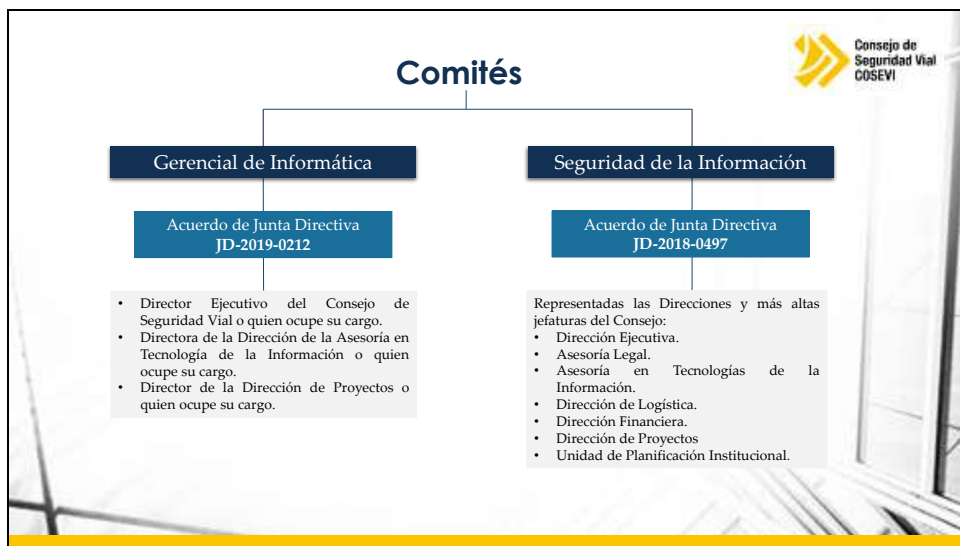 Comités
Consejo de
Seguridad Vial
COSEVI
Gerencial de Informática
Acuerdo de Junta Directiva
JD-2019-0212
• Director Ejecutivo del Consejo de
Seguridad Vial o quien ocupe su cargo.
• Directora de la Dirección de la Asesoría en
Tecnología de la Información o quien
ocupe su cargo.
• Director de la Dirección de Proyectos o
quien ocupe su cargo.
Seguridad de la Información
Acuerdo de Junta Directiva
JD-2018-0497
Representadas las Direcciones y más altas
jefaturas del Consejo:
• Dirección Ejecutiva.
• Asesoría Legal.
• Asesoría en Tecnologías de la
Información.
• Dirección de Logística.
• Dirección Financiera.
• Dirección de Proyectos
• Unidad de Planificación Institucional.